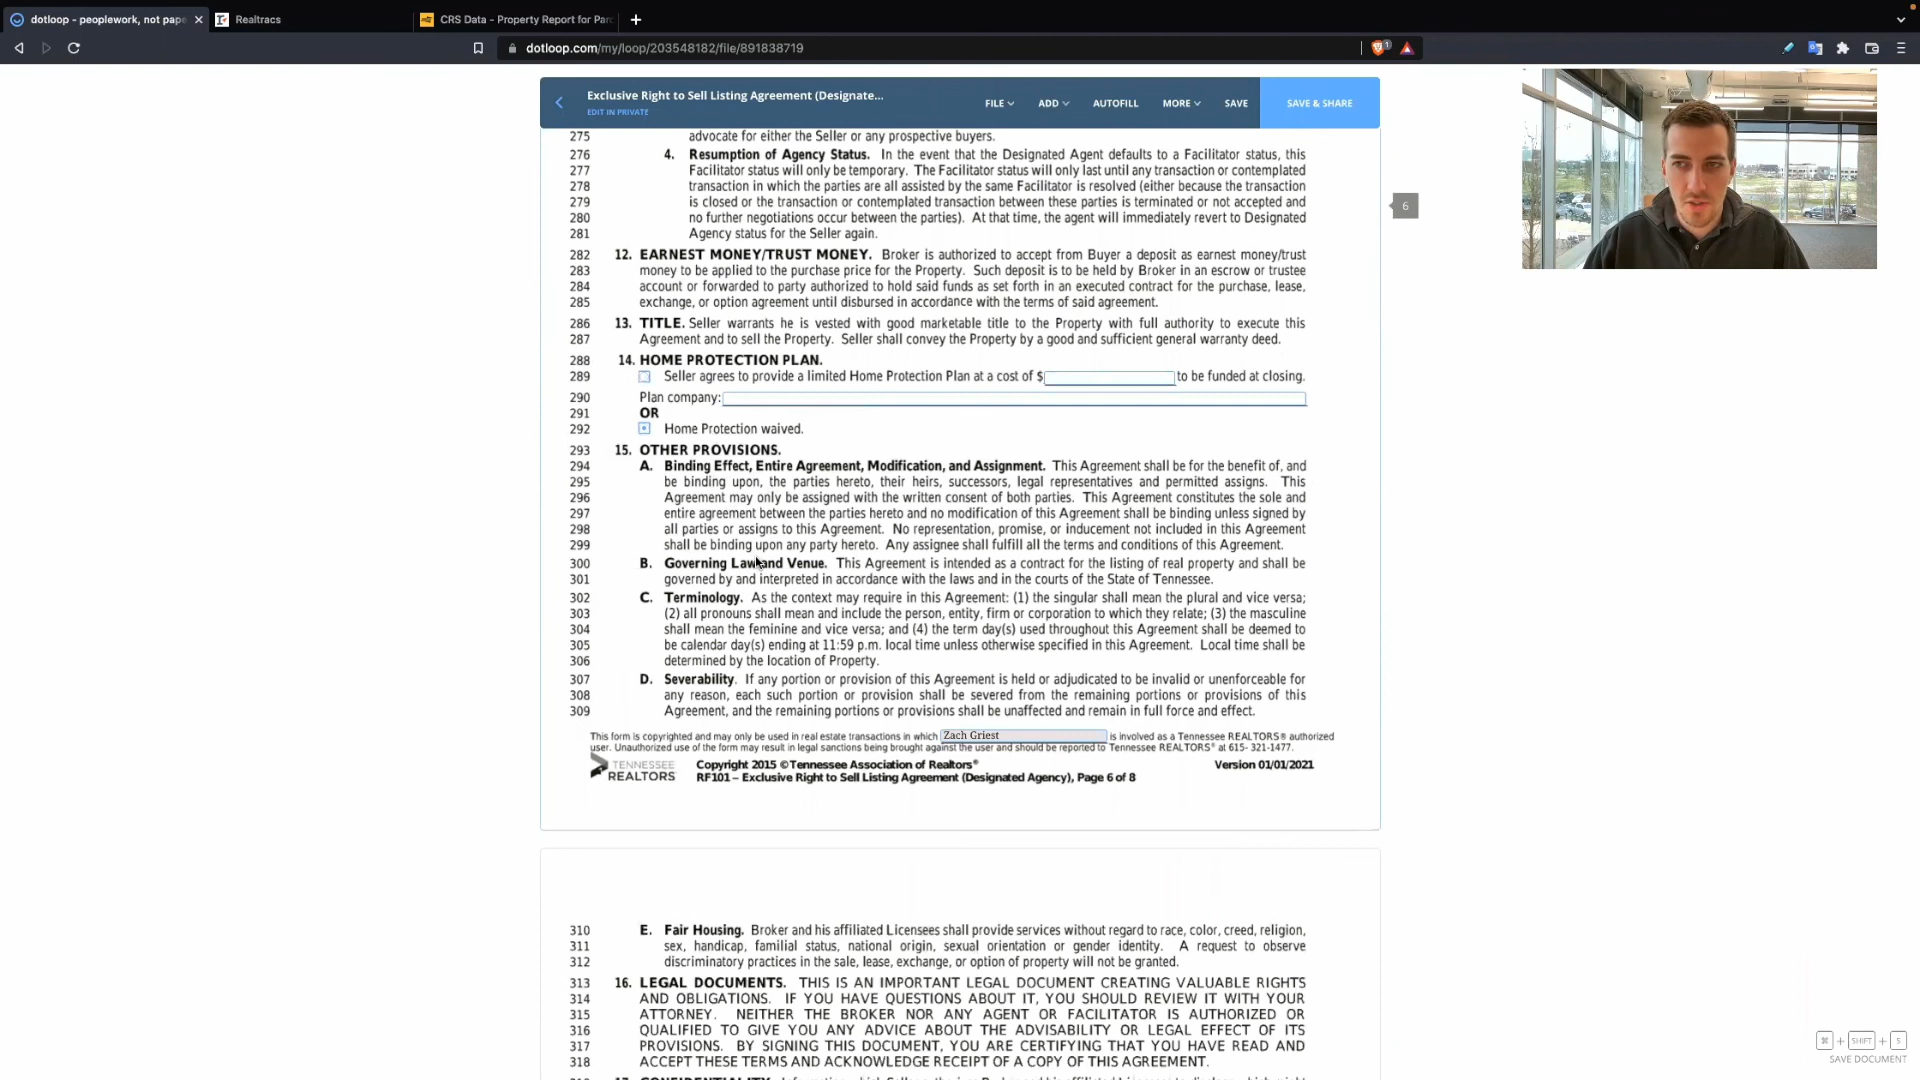 dotloop - peoplework, not pape
Realtracs
CRS Data - Property Report for Parc
dotloop.com/my/loop/203548182/file/891838719
1
Exclusive Right to Sell Listing Agreement (Designate...
EDIT IN PRIVATE
FILE
ADD
AUTOFILL
MORE
SAVE
SAVE & SHARE
6
275 advocate for either the Seller or any prospective buyers.
276 4. Resumption of Agency Status. In the event that the Designated Agent defaults to a Facilitator status, this
277 Facilitator status will only be temporary. The Facilitator status will only last until any transaction or contemplated
278 transaction in which the parties are all assisted by the same Facilitator is resolved (either because the transaction
279 is closed or the transaction or contemplated transaction between these parties is terminated or not accepted and
280 no further negotiations occur between the parties). At that time, the agent will immediately revert to Designated
281 Agency status for the Seller again.
282 12. EARNEST MONEY/TRUST MONEY. Broker is authorized to accept from Buyer a deposit as earnest money/trust
283 money to be applied to the purchase price for the Property. Such deposit is to be held by Broker in an escrow or trustee
284 account or forwarded to party authorized to hold said funds as set forth in an executed contract for the purchase, lease,
285 exchange, or option agreement until disbursed in accordance with the terms of said agreement.
286 13. TITLE. Seller warrants he is vested with good marketable title to the Property with full authority to execute this
287 Agreement and to sell the Property. Seller shall convey the Property by a good and sufficient general warranty deed.
288 14. HOME PROTECTION PLAN.
289 Seller agrees to provide a limited Home Protection Plan at a cost of $ to be funded at closing.
290 Plan company:
291 OR
292 Home Protection waived.
293 15. OTHER PROVISIONS.
294 A. Binding Effect, Entire Agreement, Modification, and Assignment. This Agreement shall be for the benefit of, and
295 be binding upon, the parties hereto, their heirs, successors, legal representatives and permitted assigns. This
296 Agreement may only be assigned with the written consent of both parties. This Agreement constitutes the sole and
297 entire agreement between the parties hereto and no modification of this Agreement shall be binding unless signed by
298 all parties or assigns to this Agreement. No representation, promise, or inducement not included in this Agreement
299 shall be binding upon any party hereto. Any assignee shall fulfill all the terms and conditions of this Agreement.
300 B. Governing Law and Venue. This Agreement is intended as a contract for the listing of real property and shall be
301 governed by and interpreted in accordance with the laws and in the courts of the State of Tennessee.
302 C. Terminology. As the context may require in this Agreement: (1) the singular shall mean the plural and vice versa;
303 (2) all pronouns shall mean and include the person, entity, firm or corporation to which they relate; (3) the masculine
304 shall mean the feminine and vice versa; and (4) the term day(s) used throughout this Agreement shall be deemed to
305 be calendar day(s) ending at 11:59 p.m. local time unless otherwise specified in this Agreement. Local time shall be
306 determined by the location of Property.
307 D. Severability. If any portion or provision of this Agreement is held or adjudicated to be invalid or unenforceable for
308 any reason, each such portion or provision shall be severed from the remaining portions or provisions of this
309 Agreement, and the remaining portions or provisions shall be unaffected and remain in full force and effect.
This form is copyrighted and may only be used in real estate transactions in which Zach Griest is involved as a Tennessee REALTORS® authorized
user. Unauthorized use of the form may result in legal sanctions being brought against the user and should be reported to Tennessee REALTORS® at 615- 321-1477.
TENNESSEE
REALTORS
Copyright 2015 © Tennessee Association of Realtors® Version 01/01/2021
RF101 – Exclusive Right to Sell Listing Agreement (Designated Agency), Page 6 of 8
310 E. Fair Housing. Broker and his affiliated Licensees shall provide services without regard to race, color, creed, religion,
311 sex, handicap, familial status, national origin, sexual orientation or gender identity. A request to observe
312 discriminatory practices in the sale, lease, exchange, or option of property will not be granted.
313 16. LEGAL DOCUMENTS. THIS IS AN IMPORTANT LEGAL DOCUMENT CREATING VALUABLE RIGHTS
314 AND OBLIGATIONS. IF YOU HAVE QUESTIONS ABOUT IT, YOU SHOULD REVIEW IT WITH YOUR
315 ATTORNEY. NEITHER THE BROKER NOR ANY AGENT OR FACILITATOR IS AUTHORIZED OR
316 QUALIFIED TO GIVE YOU ANY ADVICE ABOUT THE ADVISABILITY OR LEGAL EFFECT OF ITS
317 PROVISIONS. BY SIGNING THIS DOCUMENT, YOU ARE CERTIFYING THAT YOU HAVE READ AND
318 ACCEPT THESE TERMS AND ACKNOWLEDGE RECEIPT OF A COPY OF THIS AGREEMENT.
⌘ + SHIFT + S
SAVE DOCUMENT